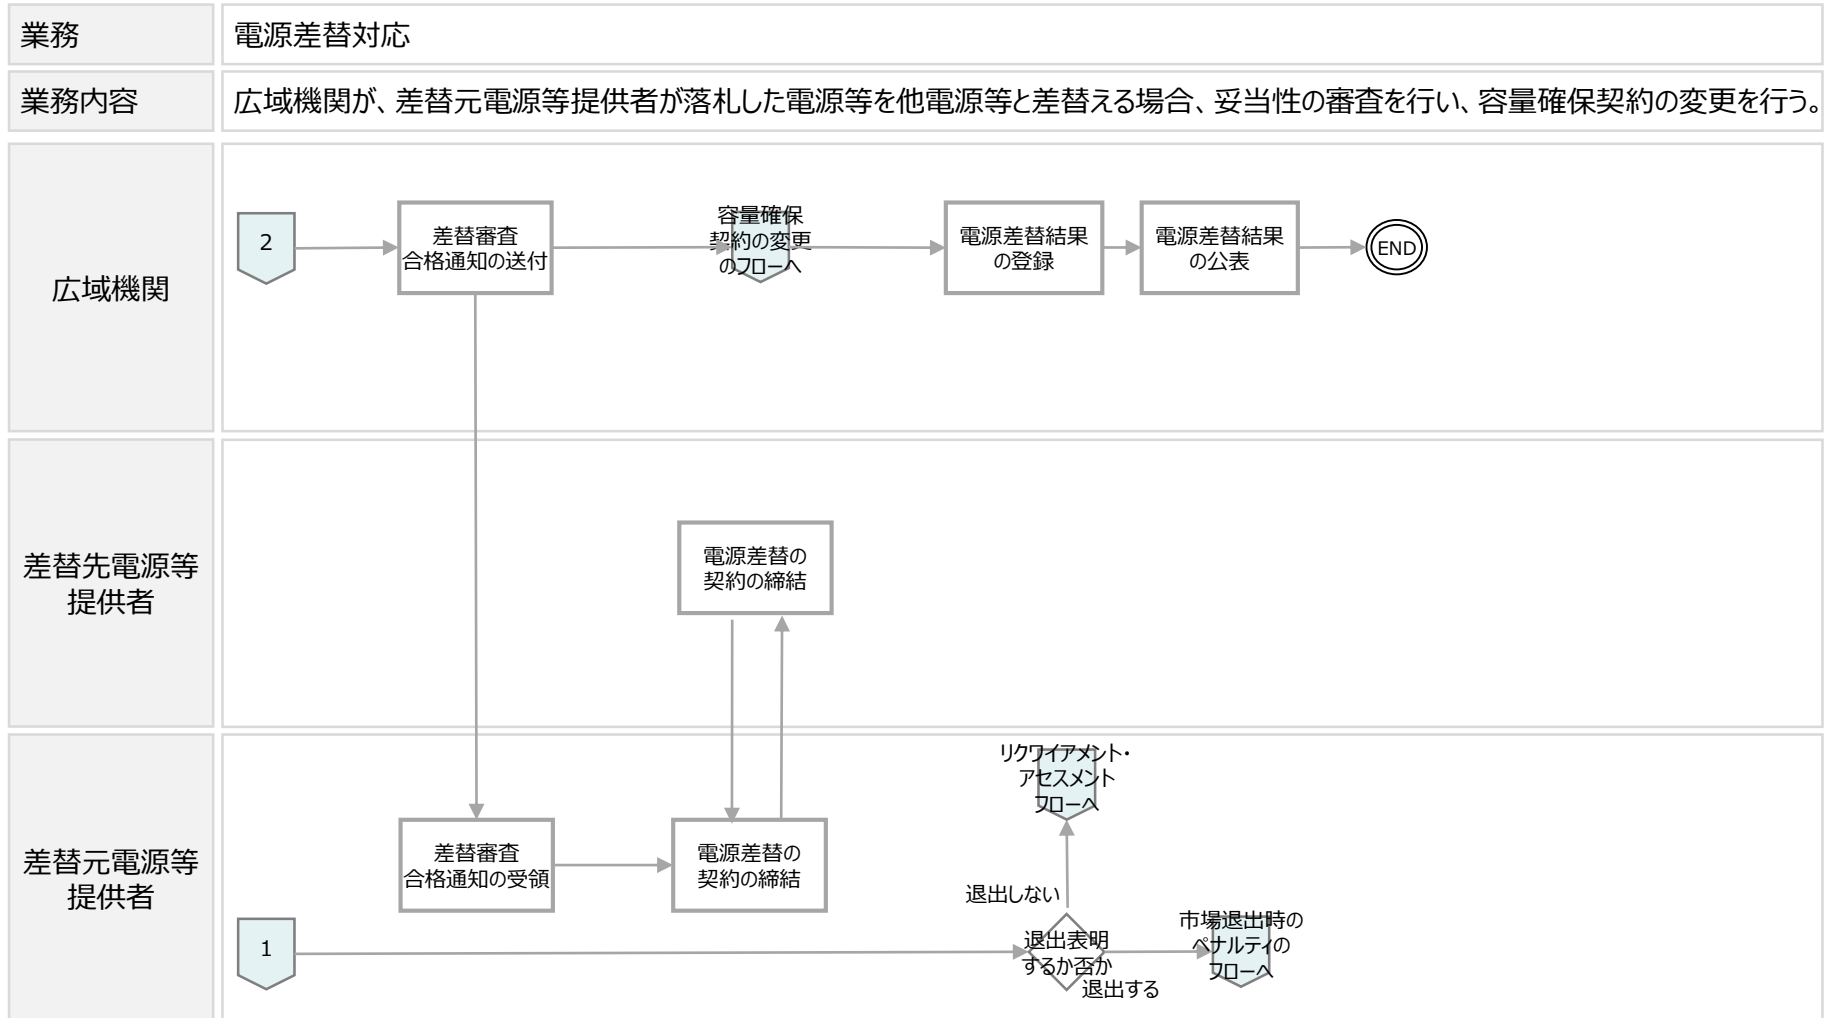 業務
電源差替対応
業務内容
広域機関が、差替元電源等提供者が落札した電源等を他電源等と差替える場合、妥当性の審査を行い、容量確保契約の変更を行う。
広域機関
2
差替審査
合格通知の送付
容量確保
契約の変更
のフローへ
電源差替結果
の登録
電源差替結果
の公表
END
差替先電源等
提供者
電源差替の
契約の締結
差替元電源等
提供者
差替審査
合格通知の受領
電源差替の
契約の締結
リクワイアメント・
アセスメント
フローへ
退出しない
1
退出表明
するか否か
退出する
市場退出時の
ペナルティの
フローへ